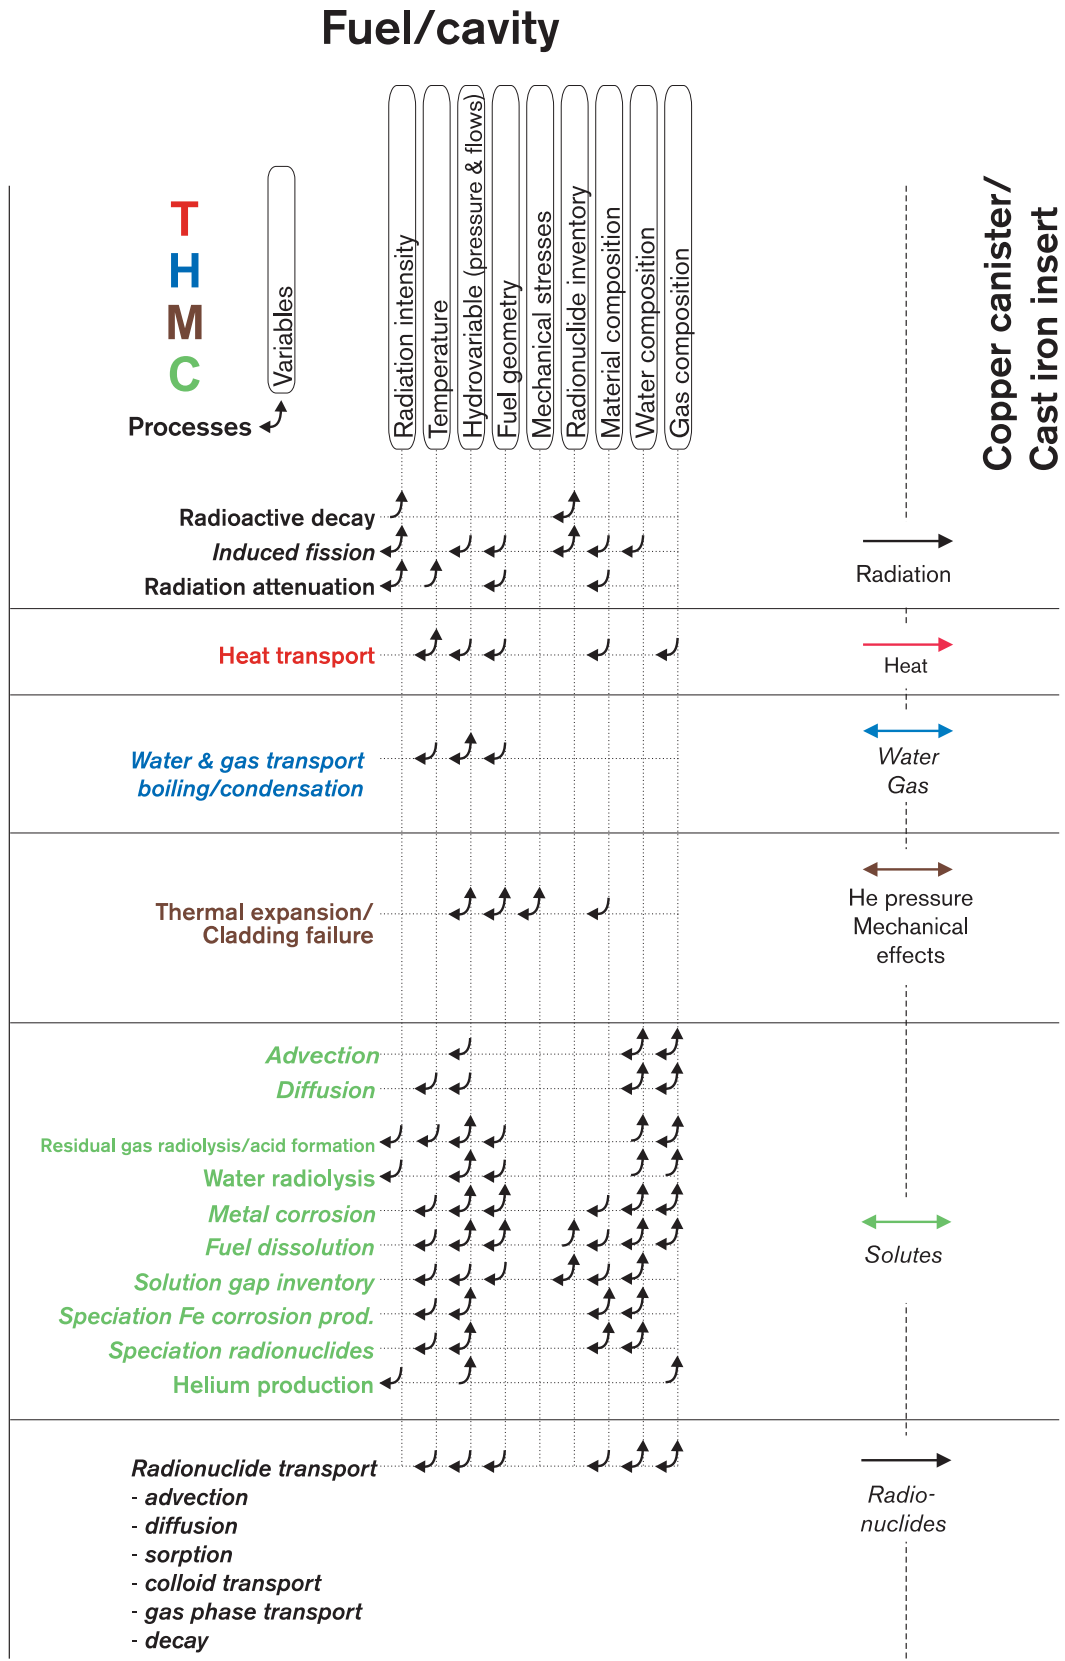 Fuel/cavity
T
H
M
C
Processes
Variables
Radiation intensity
Temperature
Hydrovariable (pressure & flows)
Fuel geometry
Mechanical stresses
Radionuclide inventory
Material composition
Water composition
Gas composition
Copper canister/
Cast iron insert
Radioactive decay
Induced fission
Radiation attenuation
Radiation
Heat transport
Heat
Water & gas transport
boiling/condensation
Water
Gas
Thermal expansion/
Cladding failure
He pressure
Mechanical
effects
Advection
Diffusion
Residual gas radiolysis/acid formation
Water radiolysis
Metal corrosion
Fuel dissolution
Solution gap inventory
Speciation Fe corrosion prod.
Speciation radionuclides
Helium production
Solutes
Radionuclide transport
- advection
- diffusion
- sorption
- colloid transport
- gas phase transport
- decay
Radio-
nuclides